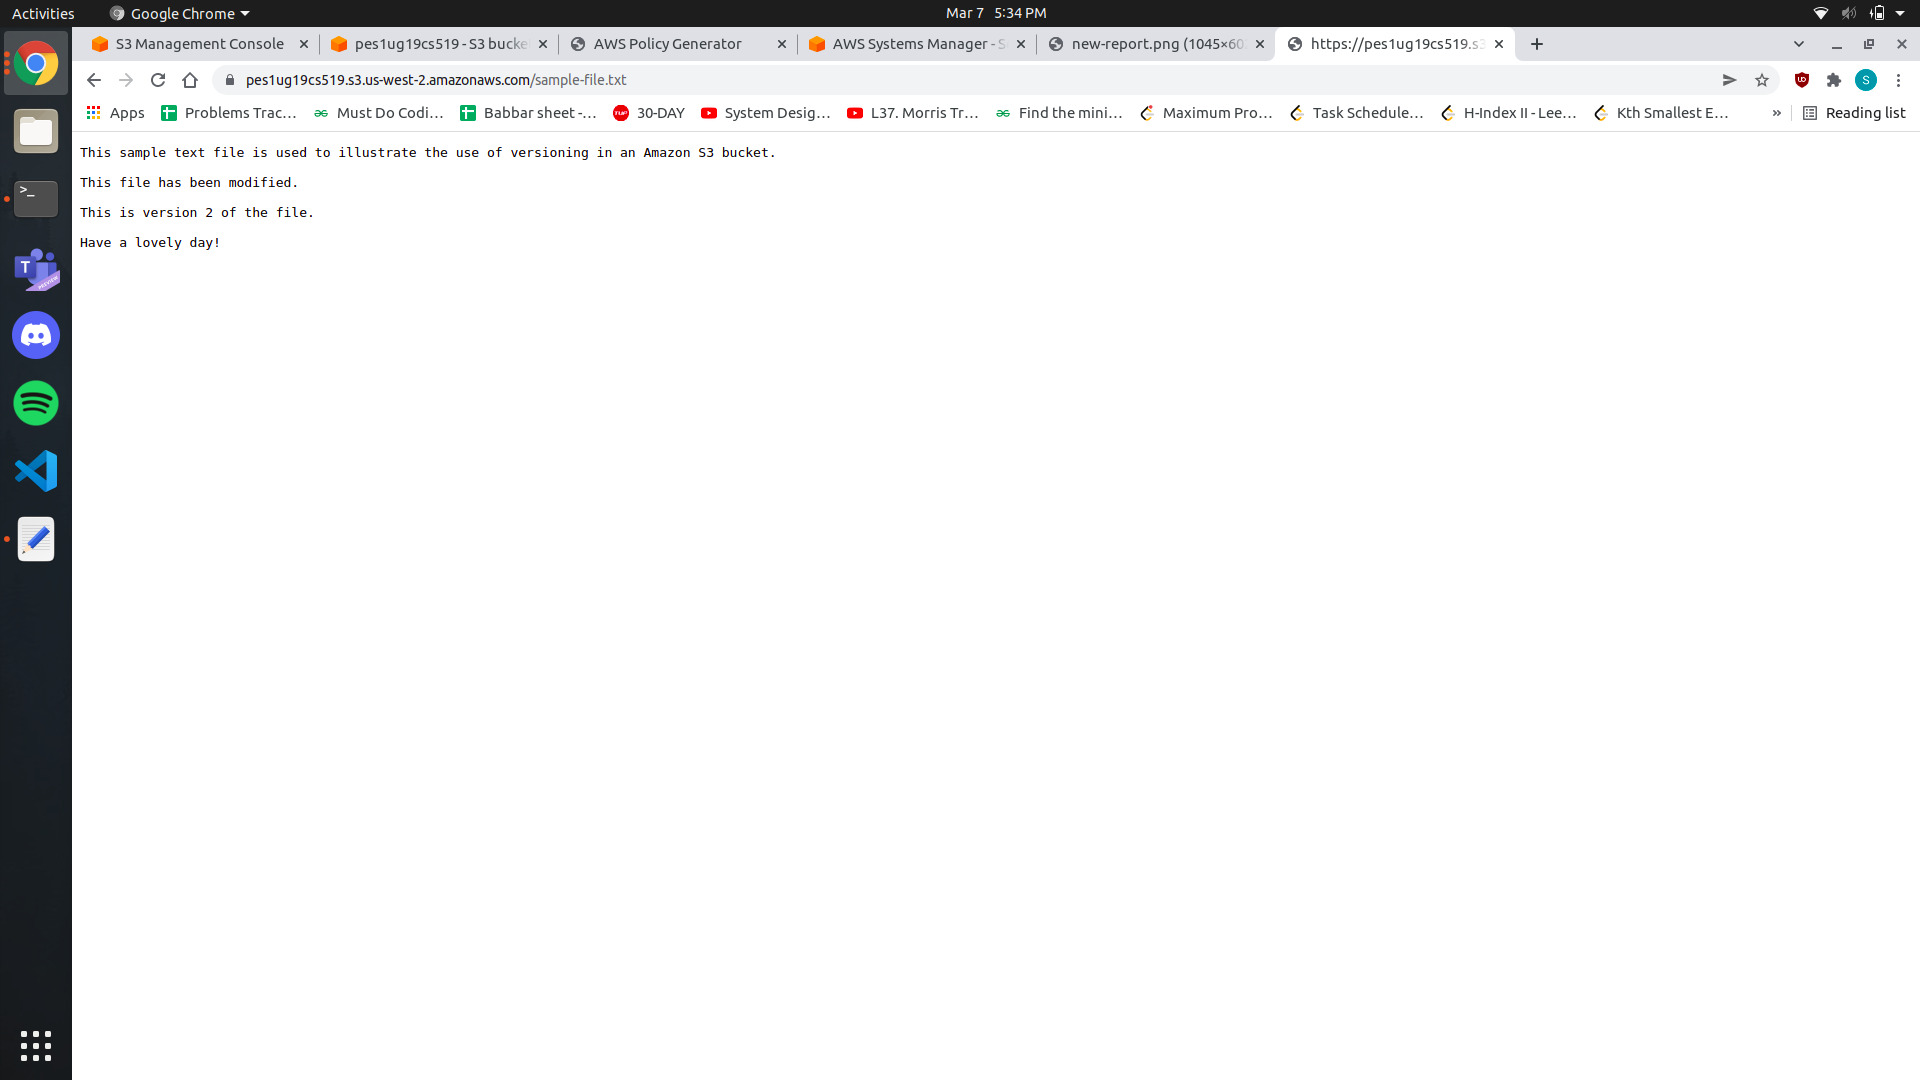 Activities Google Chrome Mar 7 5:34 PM
S3 Management Console pes1ug19cs519 - S3 bucke AWS Policy Generator AWS Systems Manager - S new-report.png (1045×60 https://pes1ug19cs519.s3
pes1ug19cs519.s3.us-west-2.amazonaws.com/sample-file.txt S
Apps Problems Trac... Must Do Codi... Babbar sheet -... 30-DAY System Desig... L37. Morris Tr... Find the mini... Maximum Pro... Task Schedule... H-Index II - Lee... Kth Smallest E... » Reading list
This sample text file is used to illustrate the use of versioning in an Amazon S3 bucket.
This file has been modified.
This is version 2 of the file.
Have a lovely day!
>_
T
PREVIEW